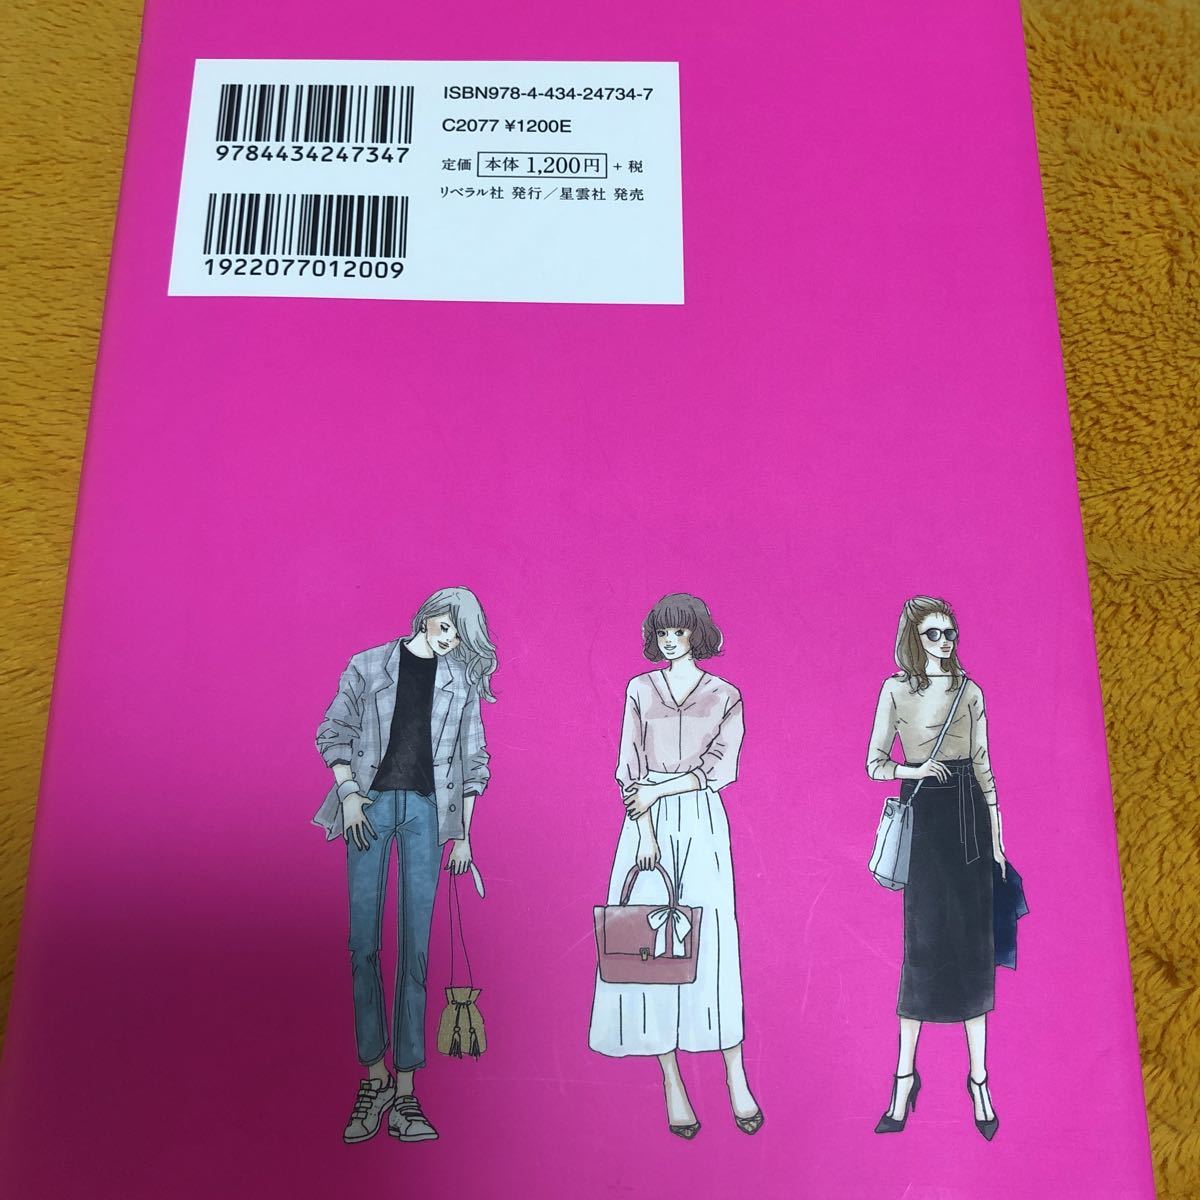 ISBN978-4-434-24734-7
C2077 ¥1200E
定価 本体 1,200円 + 税
リベラル社 発行／星雲社 発売
9784434247347
1922077012009